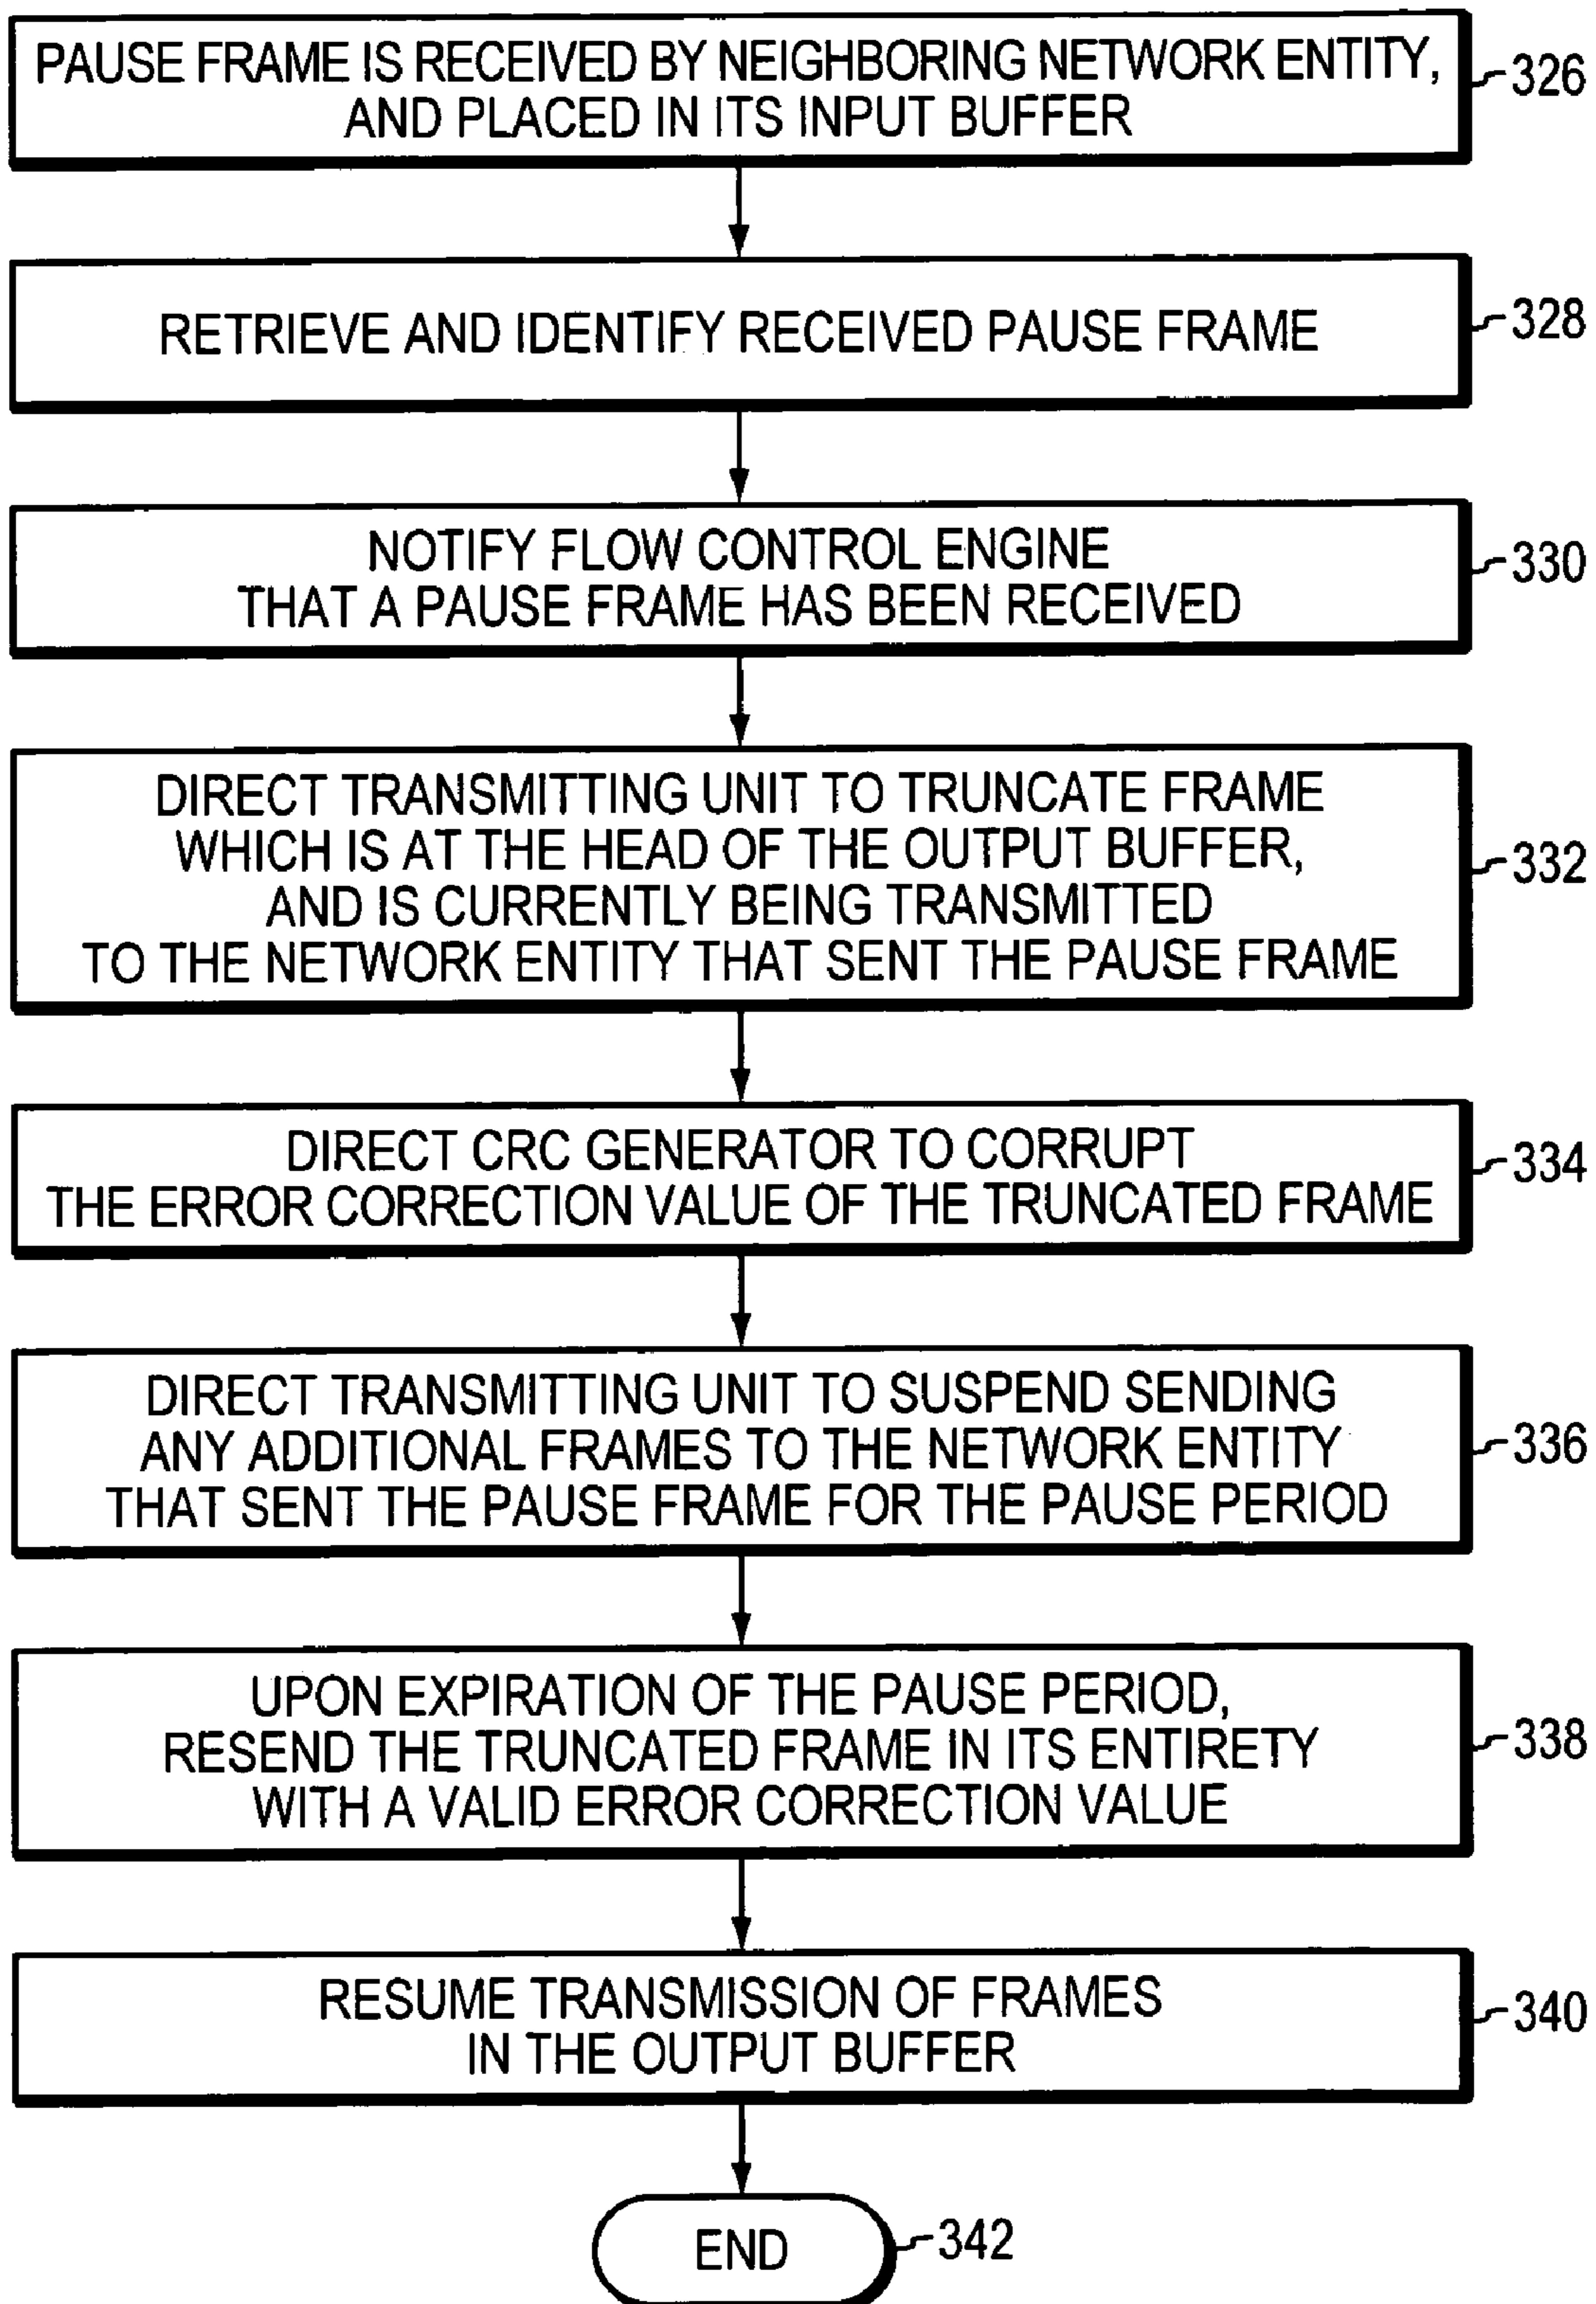 PAUSE FRAME IS RECEIVED BY NEIGHBORING NETWORK ENTITY,
AND PLACED IN ITS INPUT BUFFER
326
RETRIEVE AND IDENTIFY RECEIVED PAUSE FRAME
328
NOTIFY FLOW CONTROL ENGINE
THAT A PAUSE FRAME HAS BEEN RECEIVED
330
DIRECT TRANSMITTING UNIT TO TRUNCATE FRAME
WHICH IS AT THE HEAD OF THE OUTPUT BUFFER,
AND IS CURRENTLY BEING TRANSMITTED
TO THE NETWORK ENTITY THAT SENT THE PAUSE FRAME
332
DIRECT CRC GENERATOR TO CORRUPT
THE ERROR CORRECTION VALUE OF THE TRUNCATED FRAME
334
DIRECT TRANSMITTING UNIT TO SUSPEND SENDING
ANY ADDITIONAL FRAMES TO THE NETWORK ENTITY
THAT SENT THE PAUSE FRAME FOR THE PAUSE PERIOD
336
UPON EXPIRATION OF THE PAUSE PERIOD,
RESEND THE TRUNCATED FRAME IN ITS ENTIRETY
WITH A VALID ERROR CORRECTION VALUE
338
RESUME TRANSMISSION OF FRAMES
IN THE OUTPUT BUFFER
340
END
342